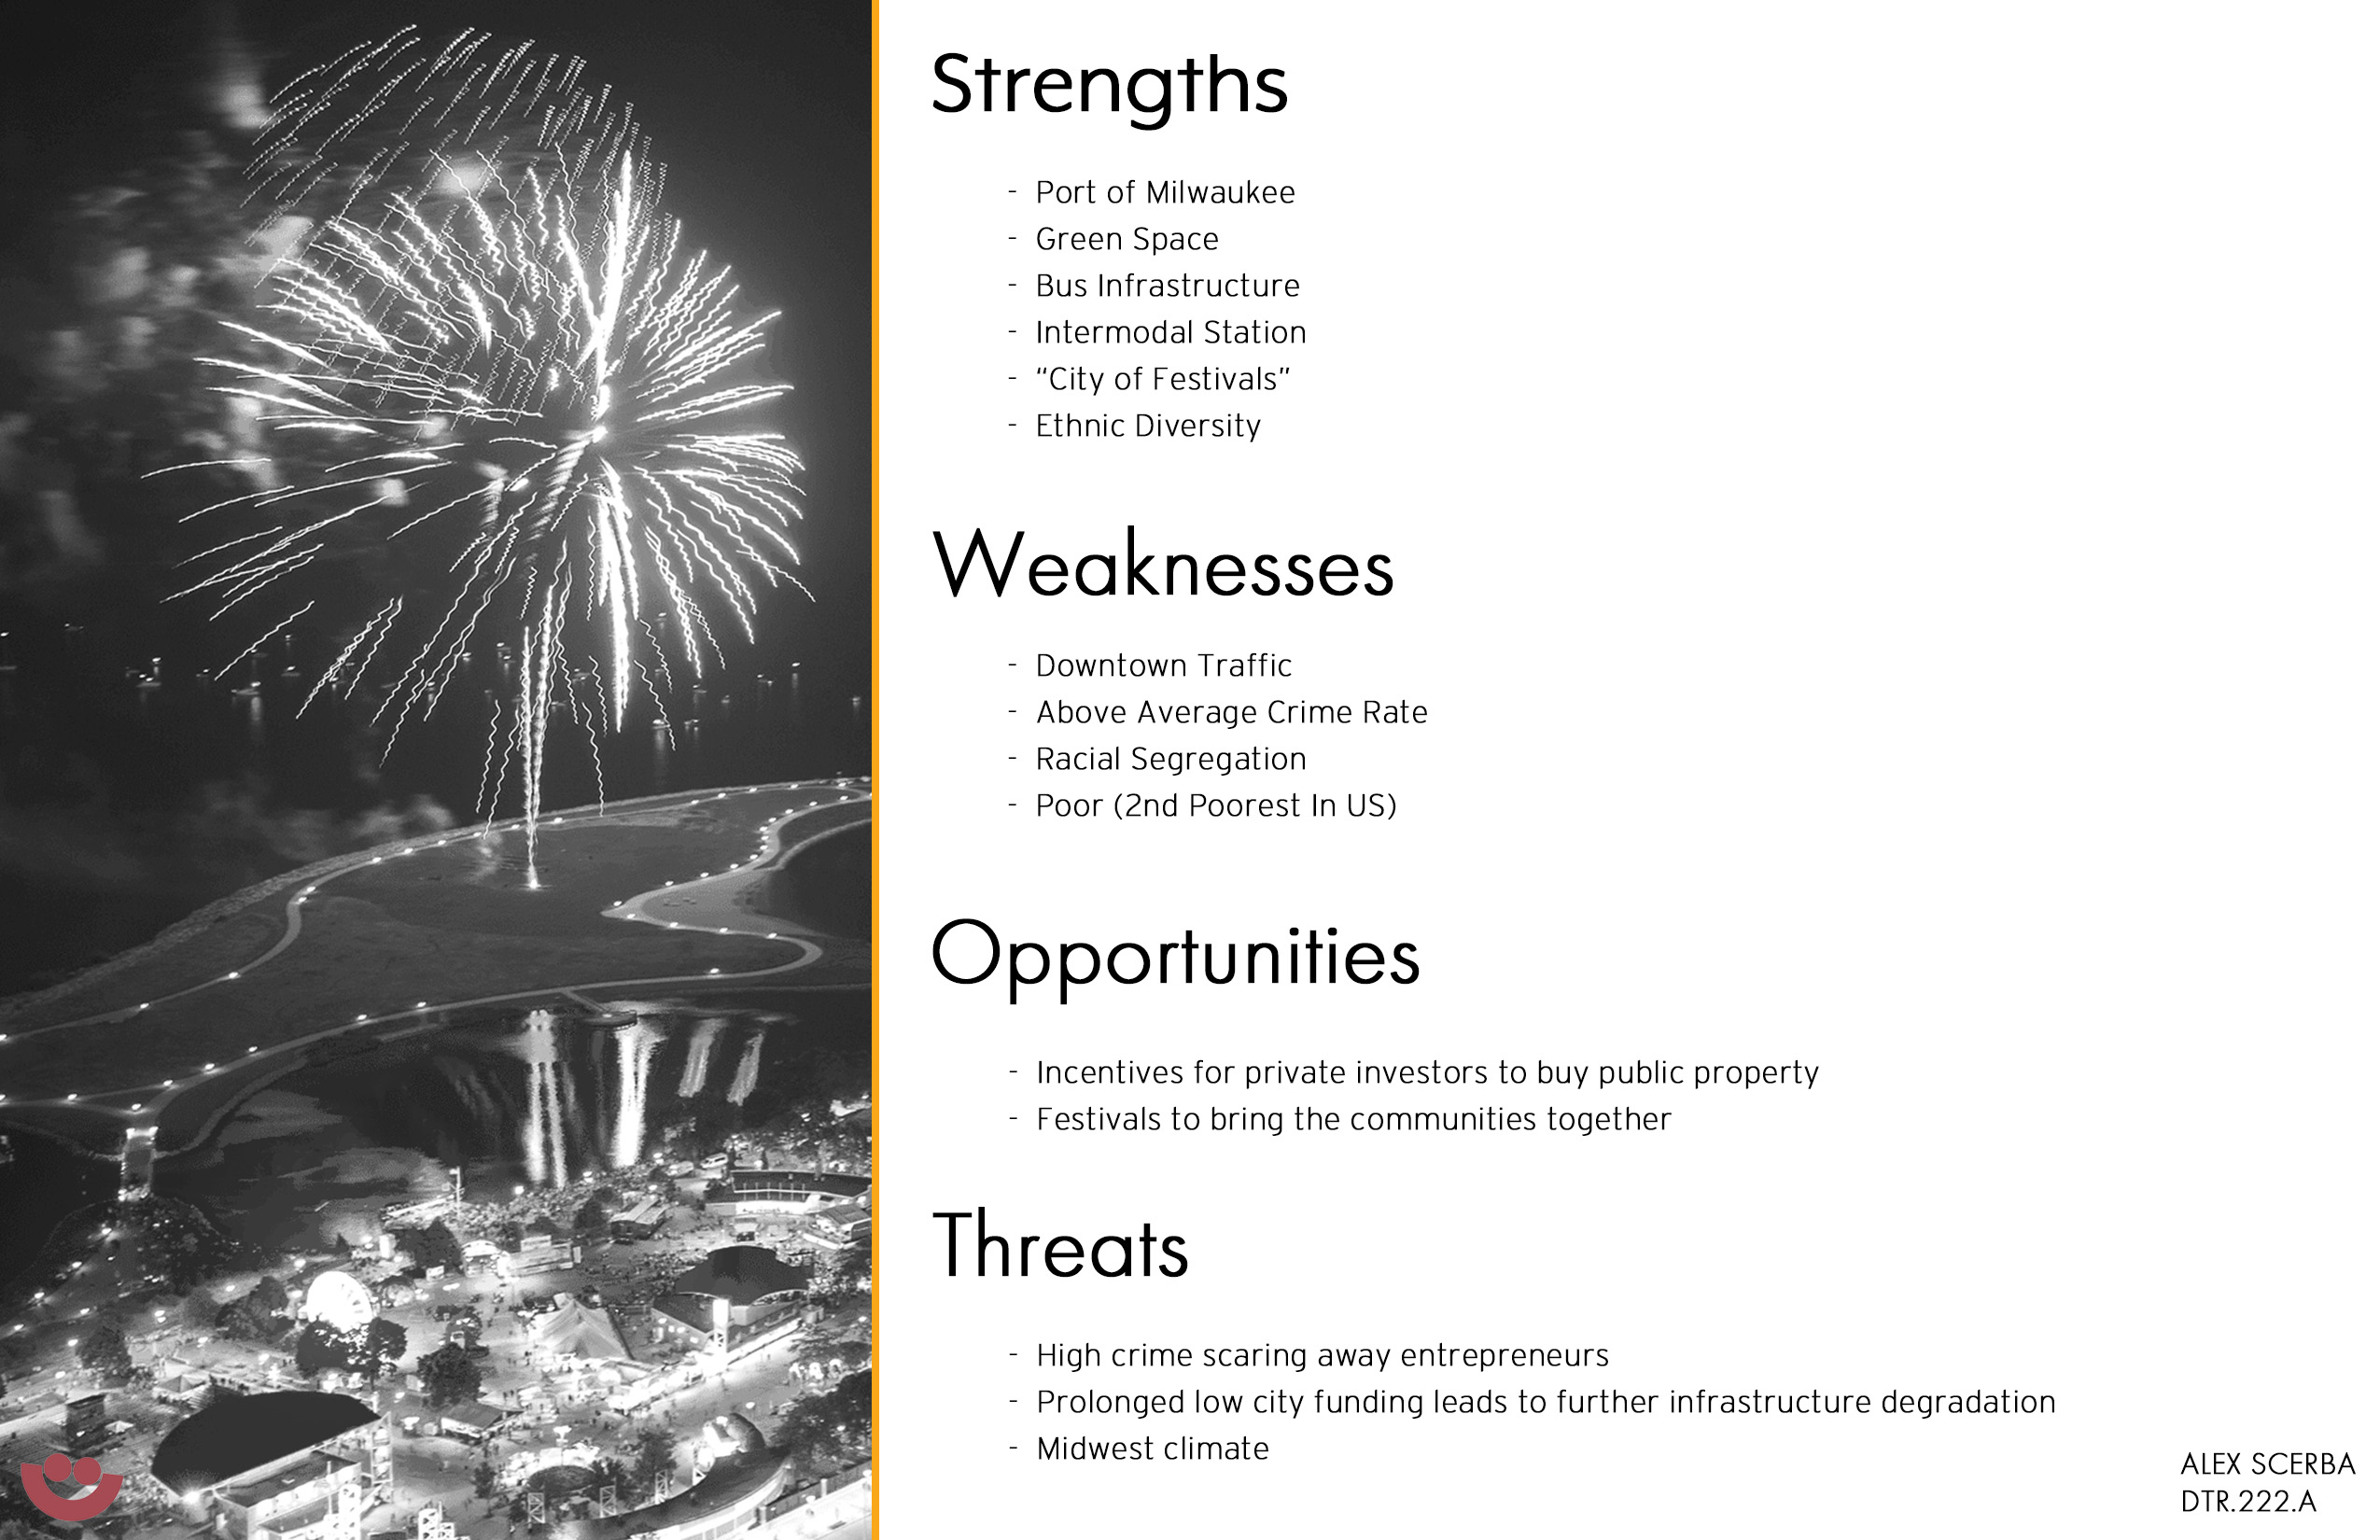 Strengths
- Port of Milwaukee
- Green Space
- Bus Infrastructure
- Intermodal Station
- “City of Festivals”
- Ethnic Diversity
Weaknesses
- Downtown Traffic
- Above Average Crime Rate
- Racial Segregation
- Poor (2nd Poorest In US)
Opportunities
- Incentives for private investors to buy public property
- Festivals to bring the communities together
Threats
- High crime scaring away entrepreneurs
- Prolonged low city funding leads to further infrastructure degradation
- Midwest climate
ALEX SCERBA
DTR.222.A